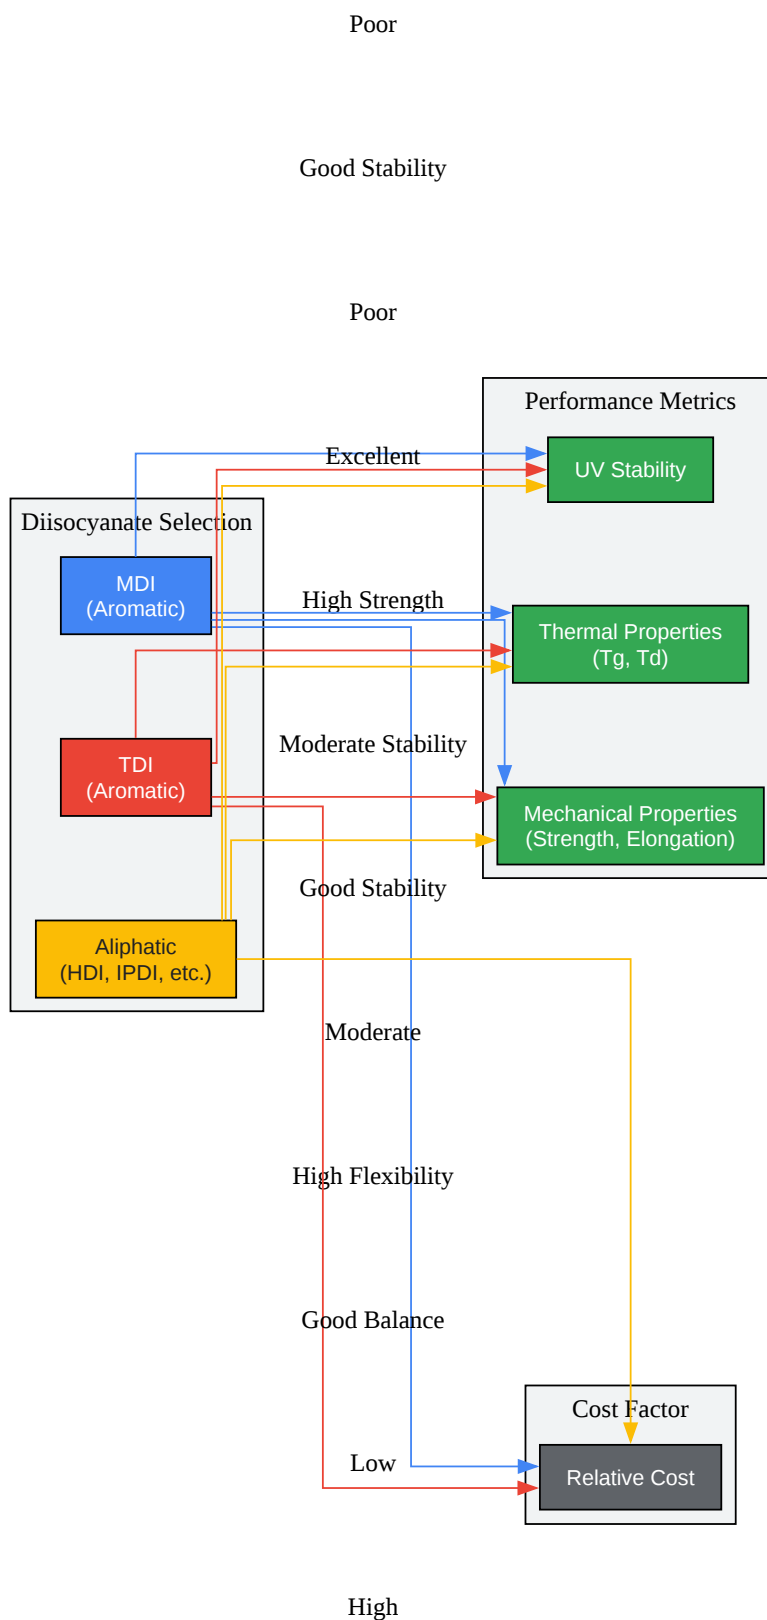 Poor
Good Stability
Poor
Performance Metrics
Excellent
UV Stability
Diisocyanate Selection
MDI
(Aromatic)
High Strength
Thermal Properties
(Tg, Td)
Moderate Stability
TDI
(Aromatic)
Mechanical Properties
(Strength, Elongation)
Good Stability
Aliphatic
(HDI, IPDI, etc.)
Moderate
High Flexibility
Good Balance
Cost Factor
Low
Relative Cost
High